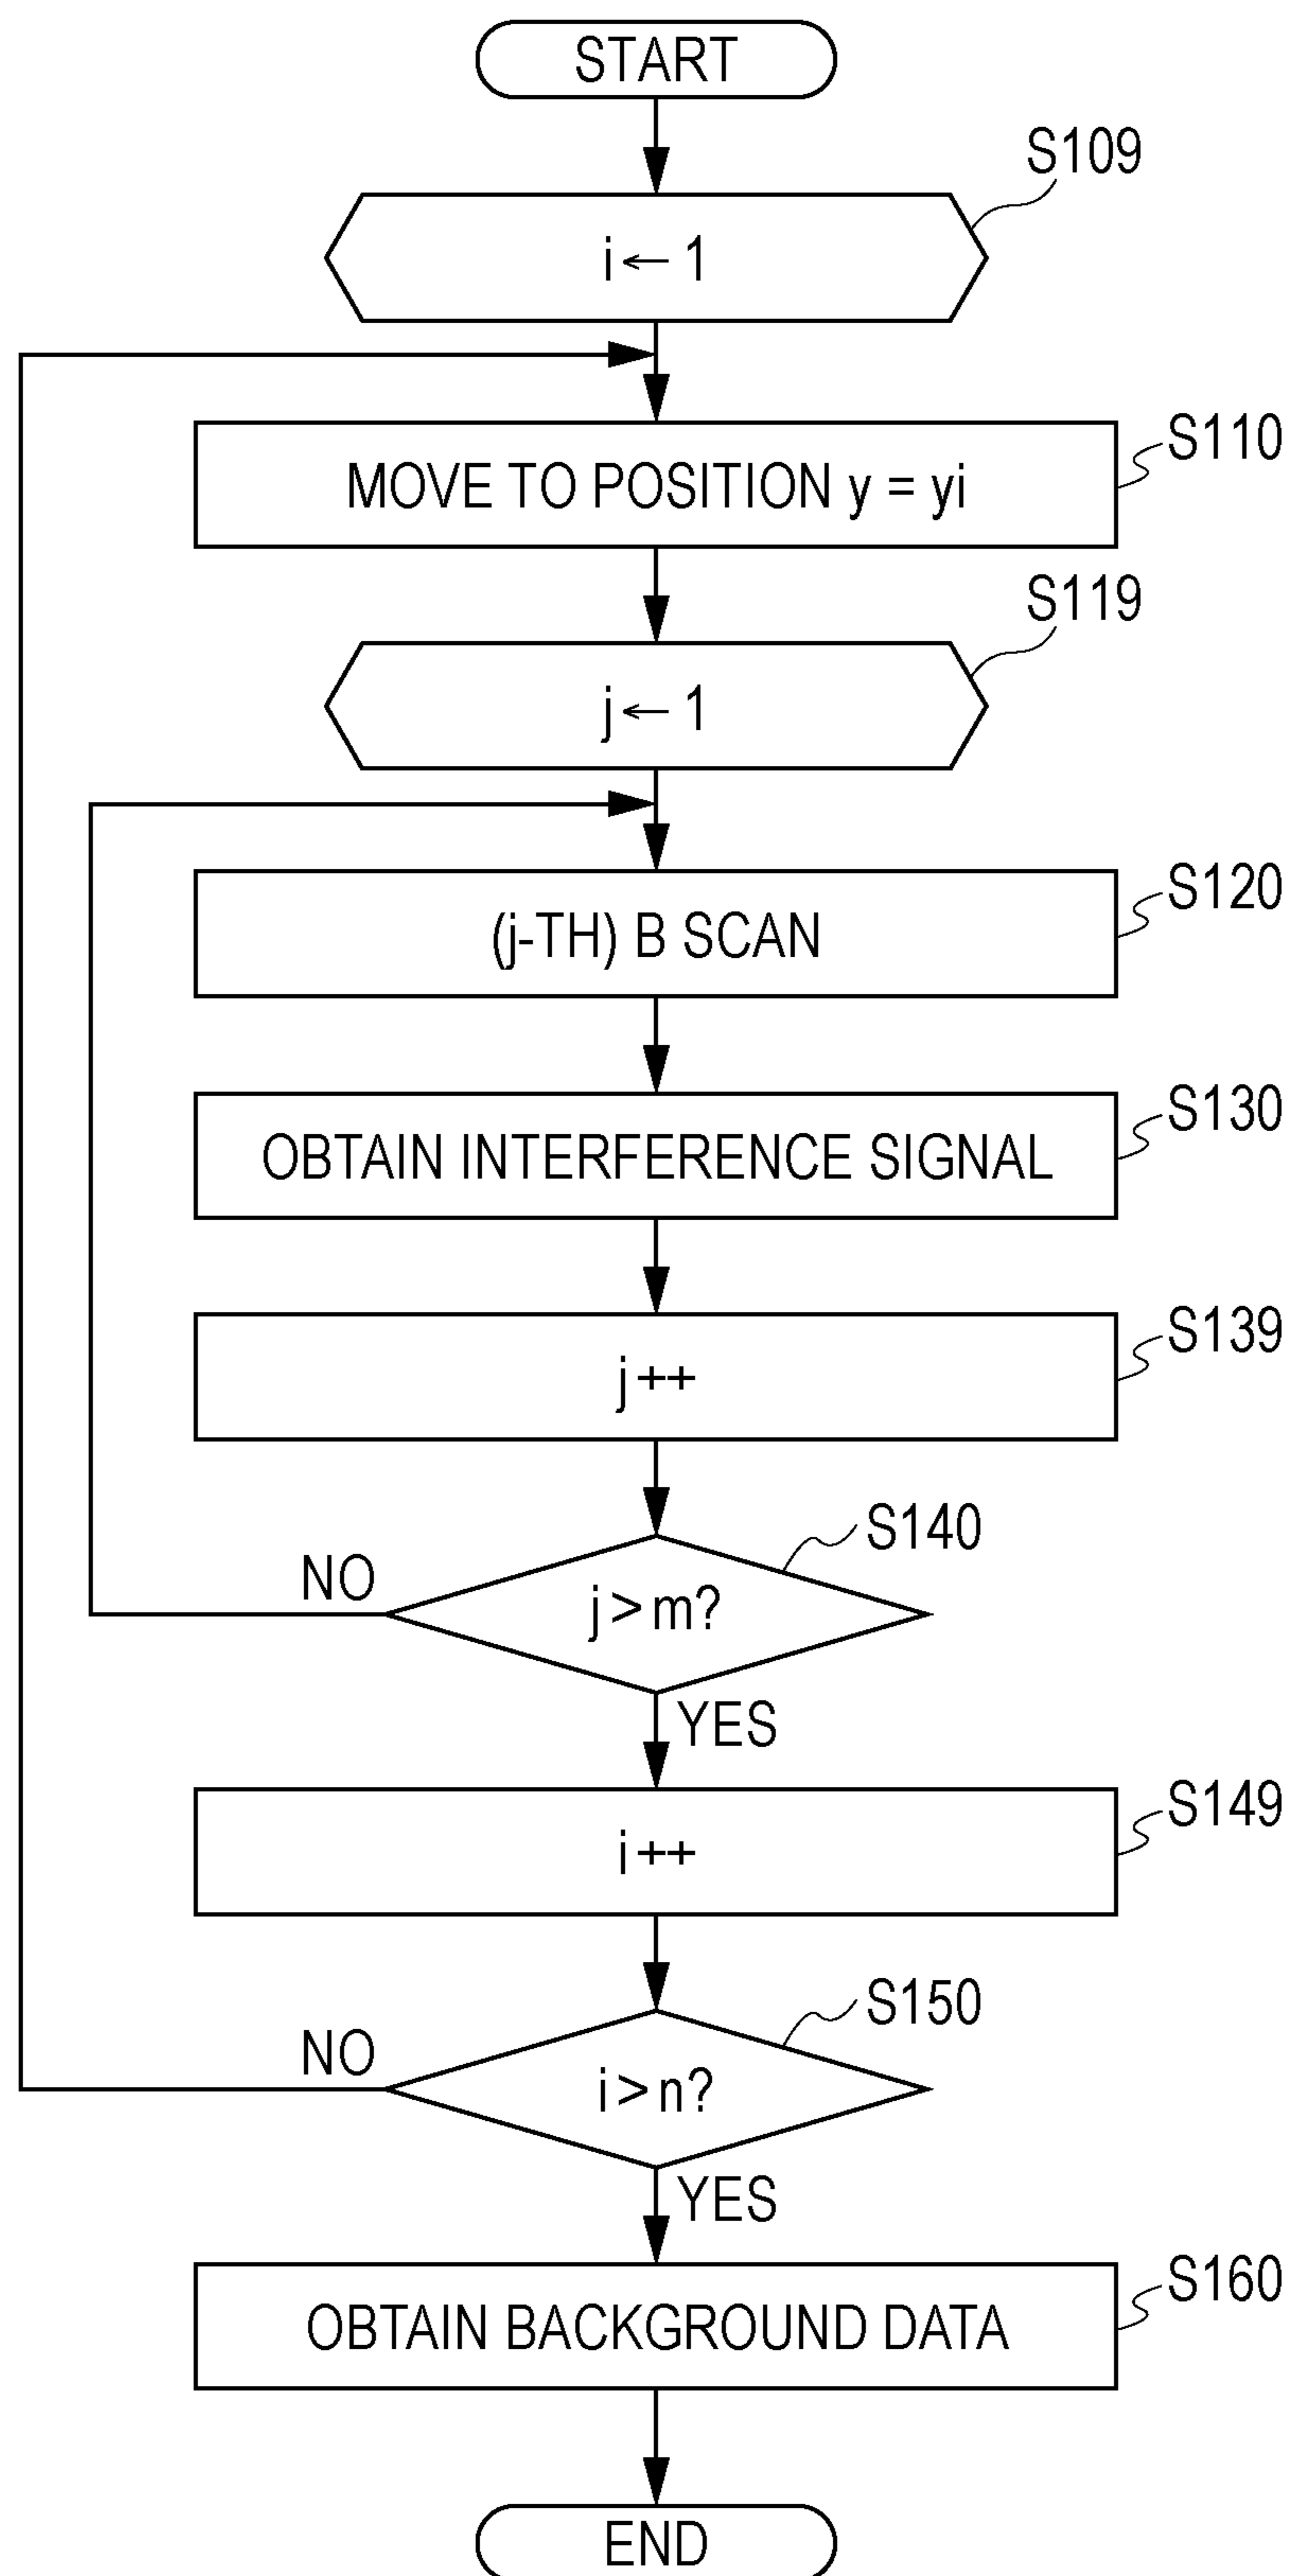 START
S109
i ← 1
S110
MOVE TO POSITION y = yi
S119
j ← 1
S120
(j-TH) B SCAN
S130
OBTAIN INTERFERENCE SIGNAL
S139
j ++
S140
NO
j > m?
YES
S149
i ++
S150
NO
i > n?
YES
S160
OBTAIN BACKGROUND DATA
END